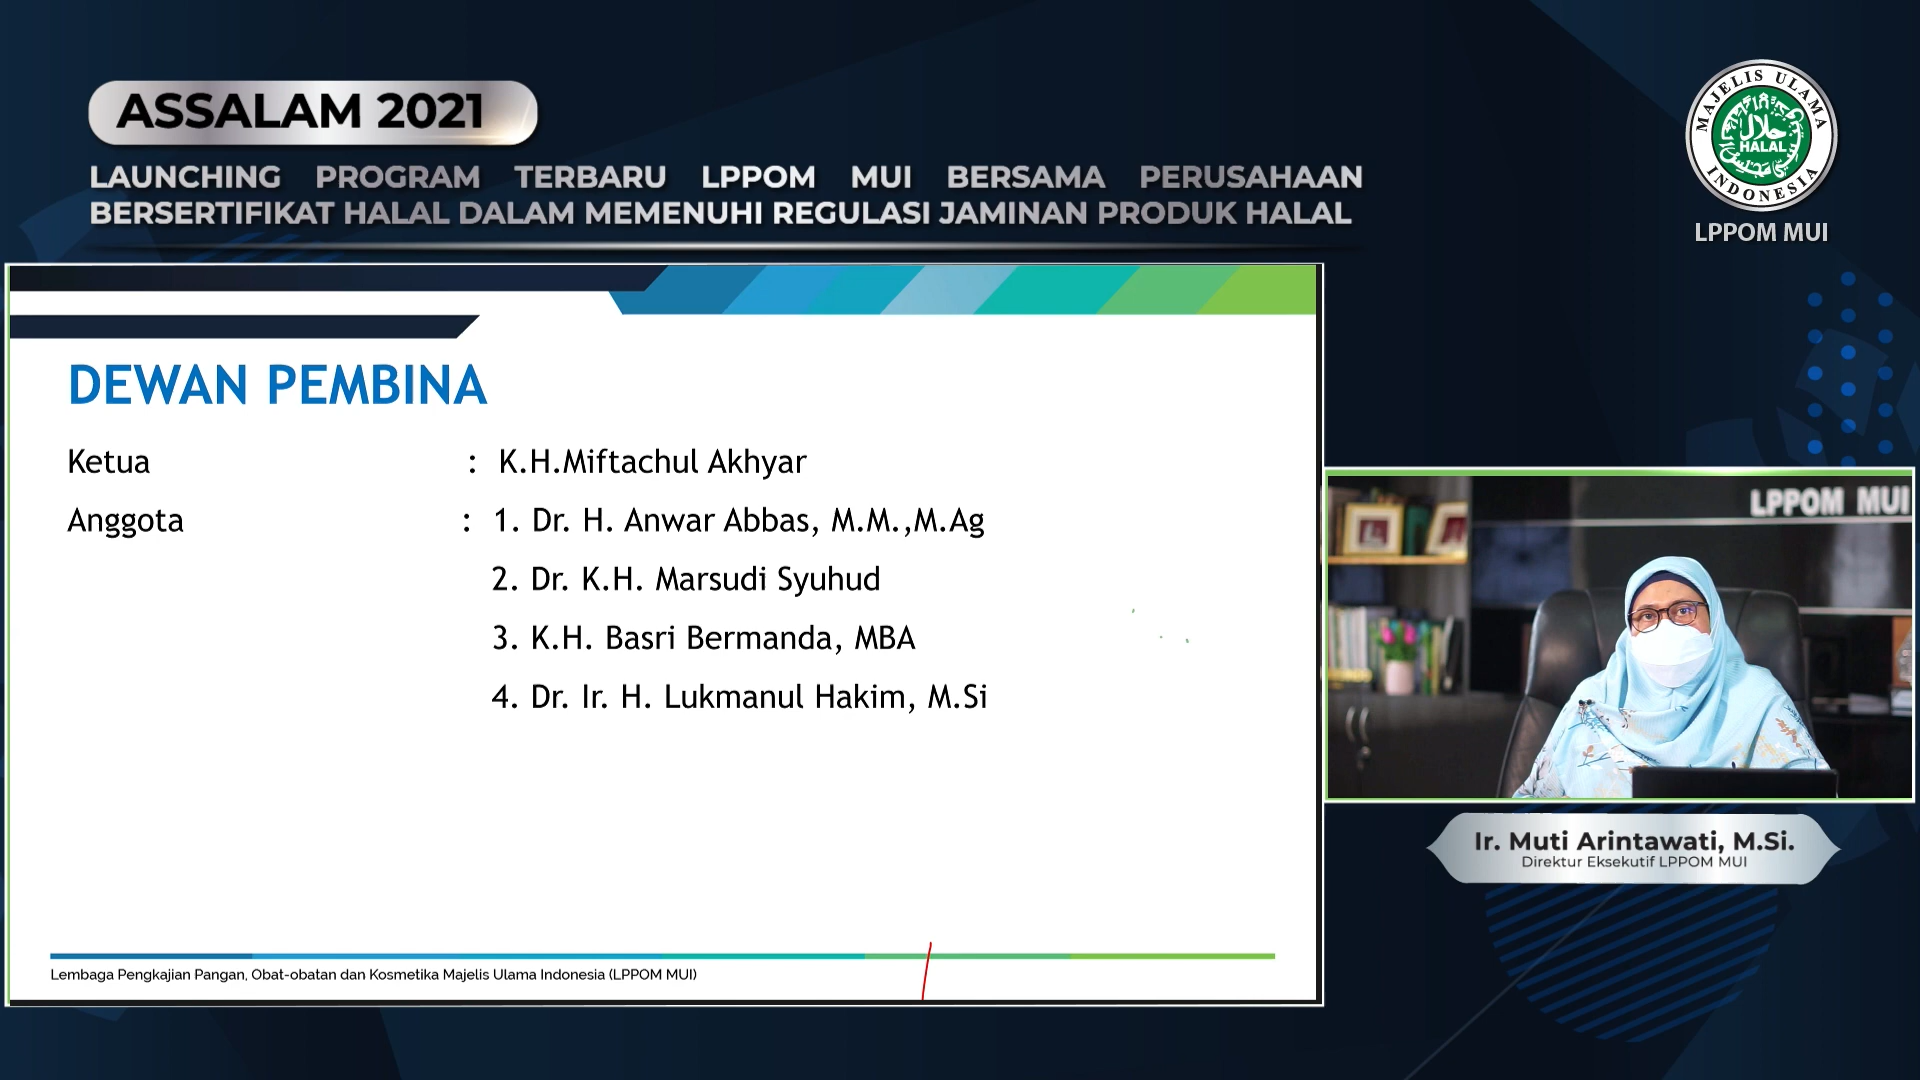 ASSALAM 2021
LAUNCHING PROGRAM TERBARU LPPOM MUI BERSAMA PERUSAHAAN
BERSERTIFIKAT HALAL DALAM MEMENUHI REGULASI JAMINAN PRODUK HALAL
MAJELIS ULAMA
حلال
HALAL
INDONESIA
LPPOM MUI
DEWAN PEMBINA
Ketua : K.H.Miftachul Akhyar
Anggota : 1. Dr. H. Anwar Abbas, M.M.,M.Ag
2. Dr. K.H. Marsudi Syuhud
3. K.H. Basri Bermanda, MBA
4. Dr. Ir. H. Lukmanul Hakim, M.Si
Lembaga Pengkajian Pangan, Obat-obatan dan Kosmetika Majelis Ulama Indonesia (LPPOM MUI)
LPPOM MUI
Ir. Muti Arintawati, M.Si.
Direktur Eksekutif LPPOM MUI